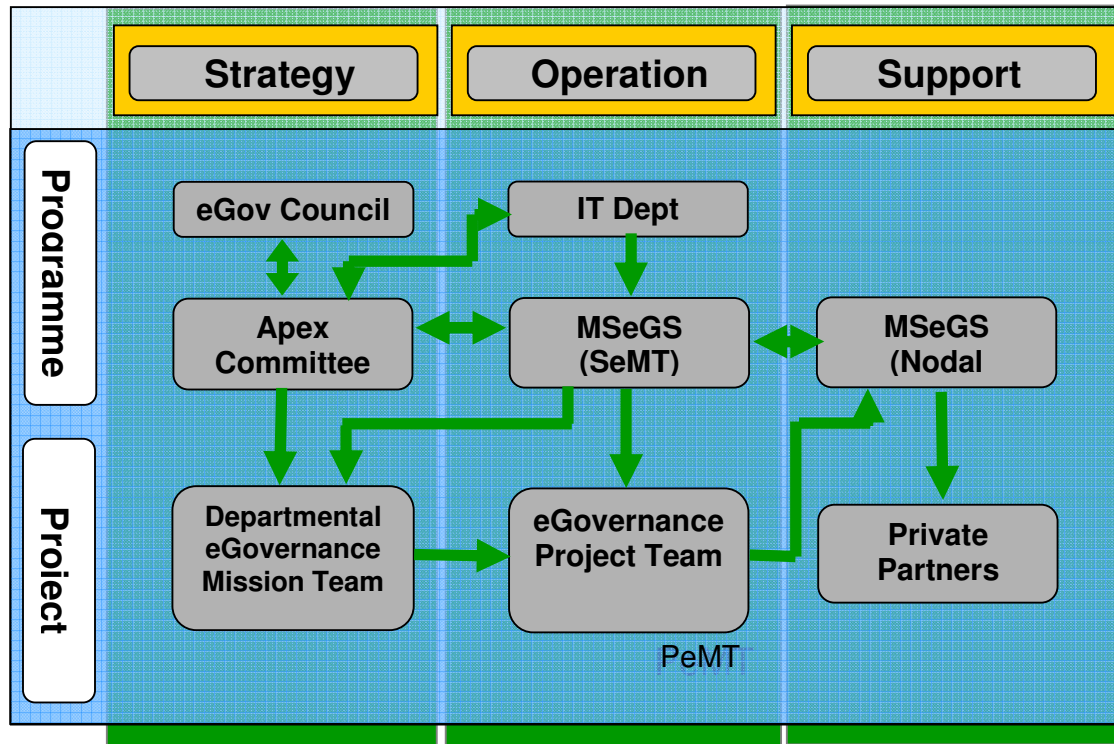 Strategy
Operation
Support
Programme
eGov Council
IT Dept
Apex
Committee
MSeGS
(SeMT)
MSeGS
(Nodal
Project
Departmental
eGovernance
Mission Team
eGovernance
Project Team
Private
Partners
PeMT